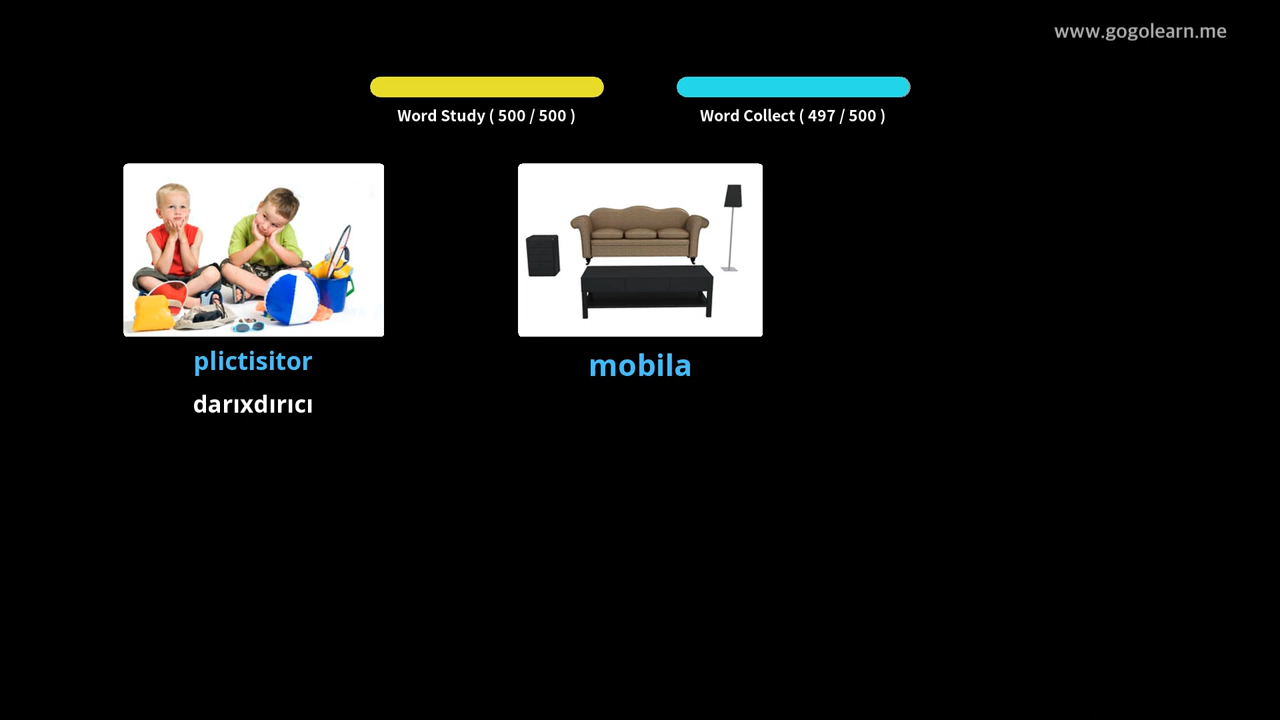 www.gogolearn.me
Word Study ( 500 / 500 )
Word Collect ( 497 / 500 )
plictisitor
darıxdırıcı
mobila